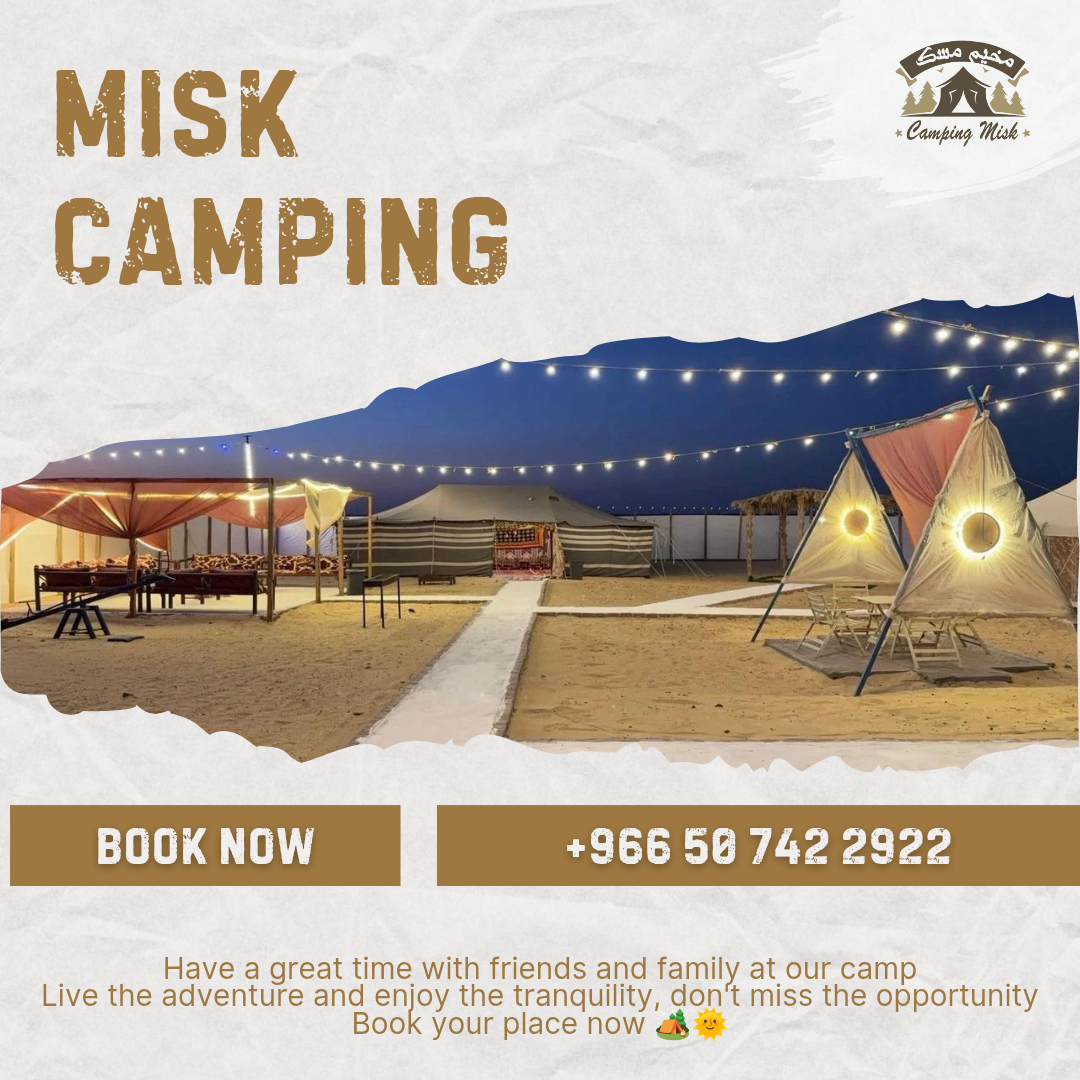 MISK
CAMPING
مخيم مسك
Camping Misk
BOOK NOW
+966 50 742 2922
Have a great time with friends and family at our camp
Live the adventure and enjoy the tranquility, don't miss the opportunity
Book your place now 🏕️🌞